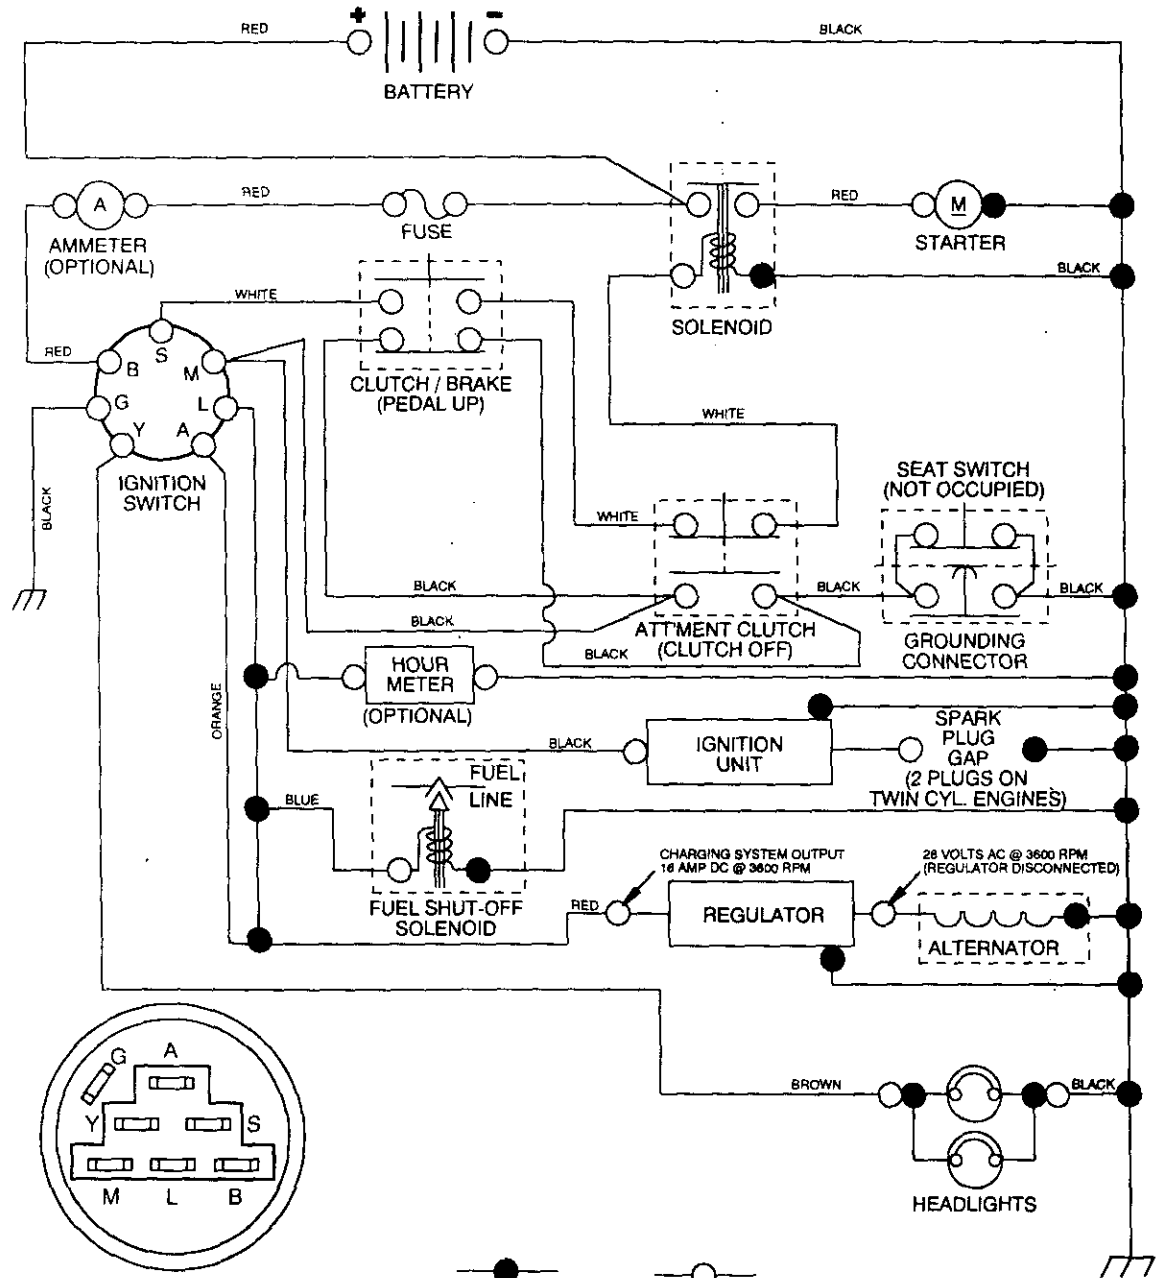 + -
RED
BLACK
BATTERY
A
RED
FUSE
RED
M
STARTER
AMMETER
(OPTIONAL)
BLACK
SOLENOID
WHITE
RED
B
S
M
G
L
Y
A
IGNITION
SWITCH
CLUTCH / BRAKE
(PEDAL UP)
WHITE
BLACK
SEAT SWITCH
(NOT OCCUPIED)
WHITE
BLACK
BLACK
BLACK
BLACK
ATT'MENT CLUTCH
(CLUTCH OFF)
GROUNDING
CONNECTOR
BLACK
HOUR
METER
(OPTIONAL)
ORANGE
BLACK
IGNITION
UNIT
SPARK
PLUG
GAP
(2 PLUGS ON
TWIN CYL. ENGINES)
FUEL
LINE
BLUE
FUEL SHUT-OFF
SOLENOID
CHARGING SYSTEM OUTPUT
16 AMP DC @ 3600 RPM
28 VOLTS AC @ 3600 RPM
(REGULATOR DISCONNECTED)
RED
REGULATOR
ALTERNATOR
BROWN
BLACK
HEADLIGHTS
G
A
Y
S
M
L
B